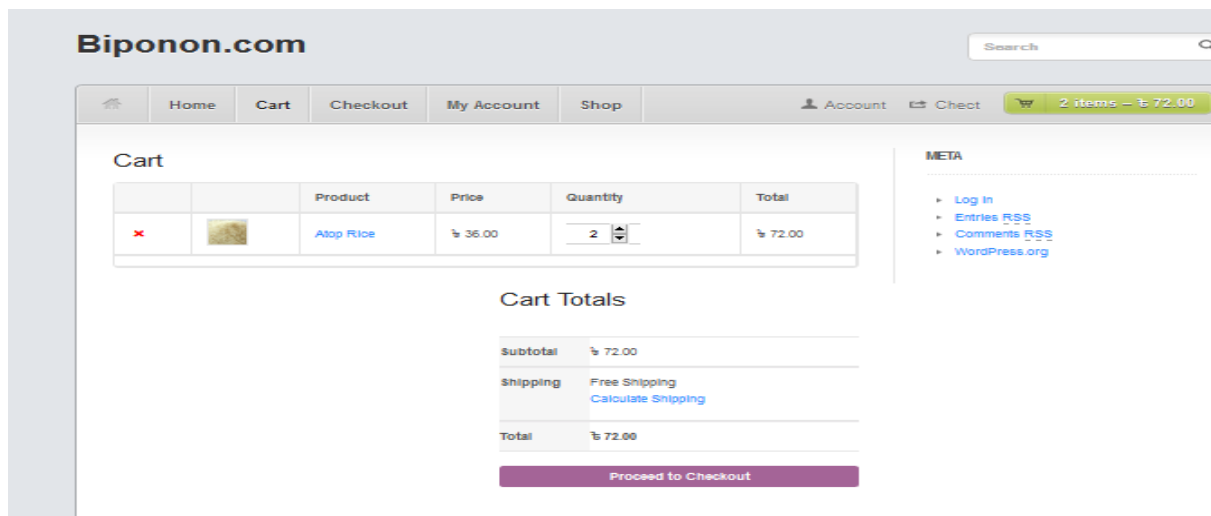 Biponon.com
Search
Home Cart Checkout My Account Shop Account Chect 2 items – ৳ 72.00
Cart
Product Price Quantity Total
× Atop Rice ৳ 36.00 2 ৳ 72.00
Cart Totals
Subtotal ৳ 72.00
Shipping Free Shipping
Calculate Shipping
Total ৳ 72.00
Proceed to Checkout
META
Log In
Entries RSS
Comments RSS
WordPress.org